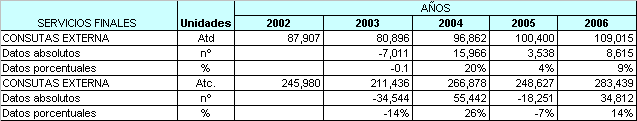 AÑOS
SERVICIOS FINALES Unidades 2002 2003 2004 2005 2006
CONSUTAS EXTERNA Atd 87,907 80,896 96,862 100,400 109,015
Datos absolutos nº -7,011 15,966 3,538 8,615
Datos porcentuales % -0.1 20% 4% 9%
CONSUTAS EXTERNA Atc. 245,980 211,436 266,878 248,627 283,439
Datos absolutos nº -34,544 55,442 -18,251 34,812
Datos porcentuales % -14% 26% -7% 14%